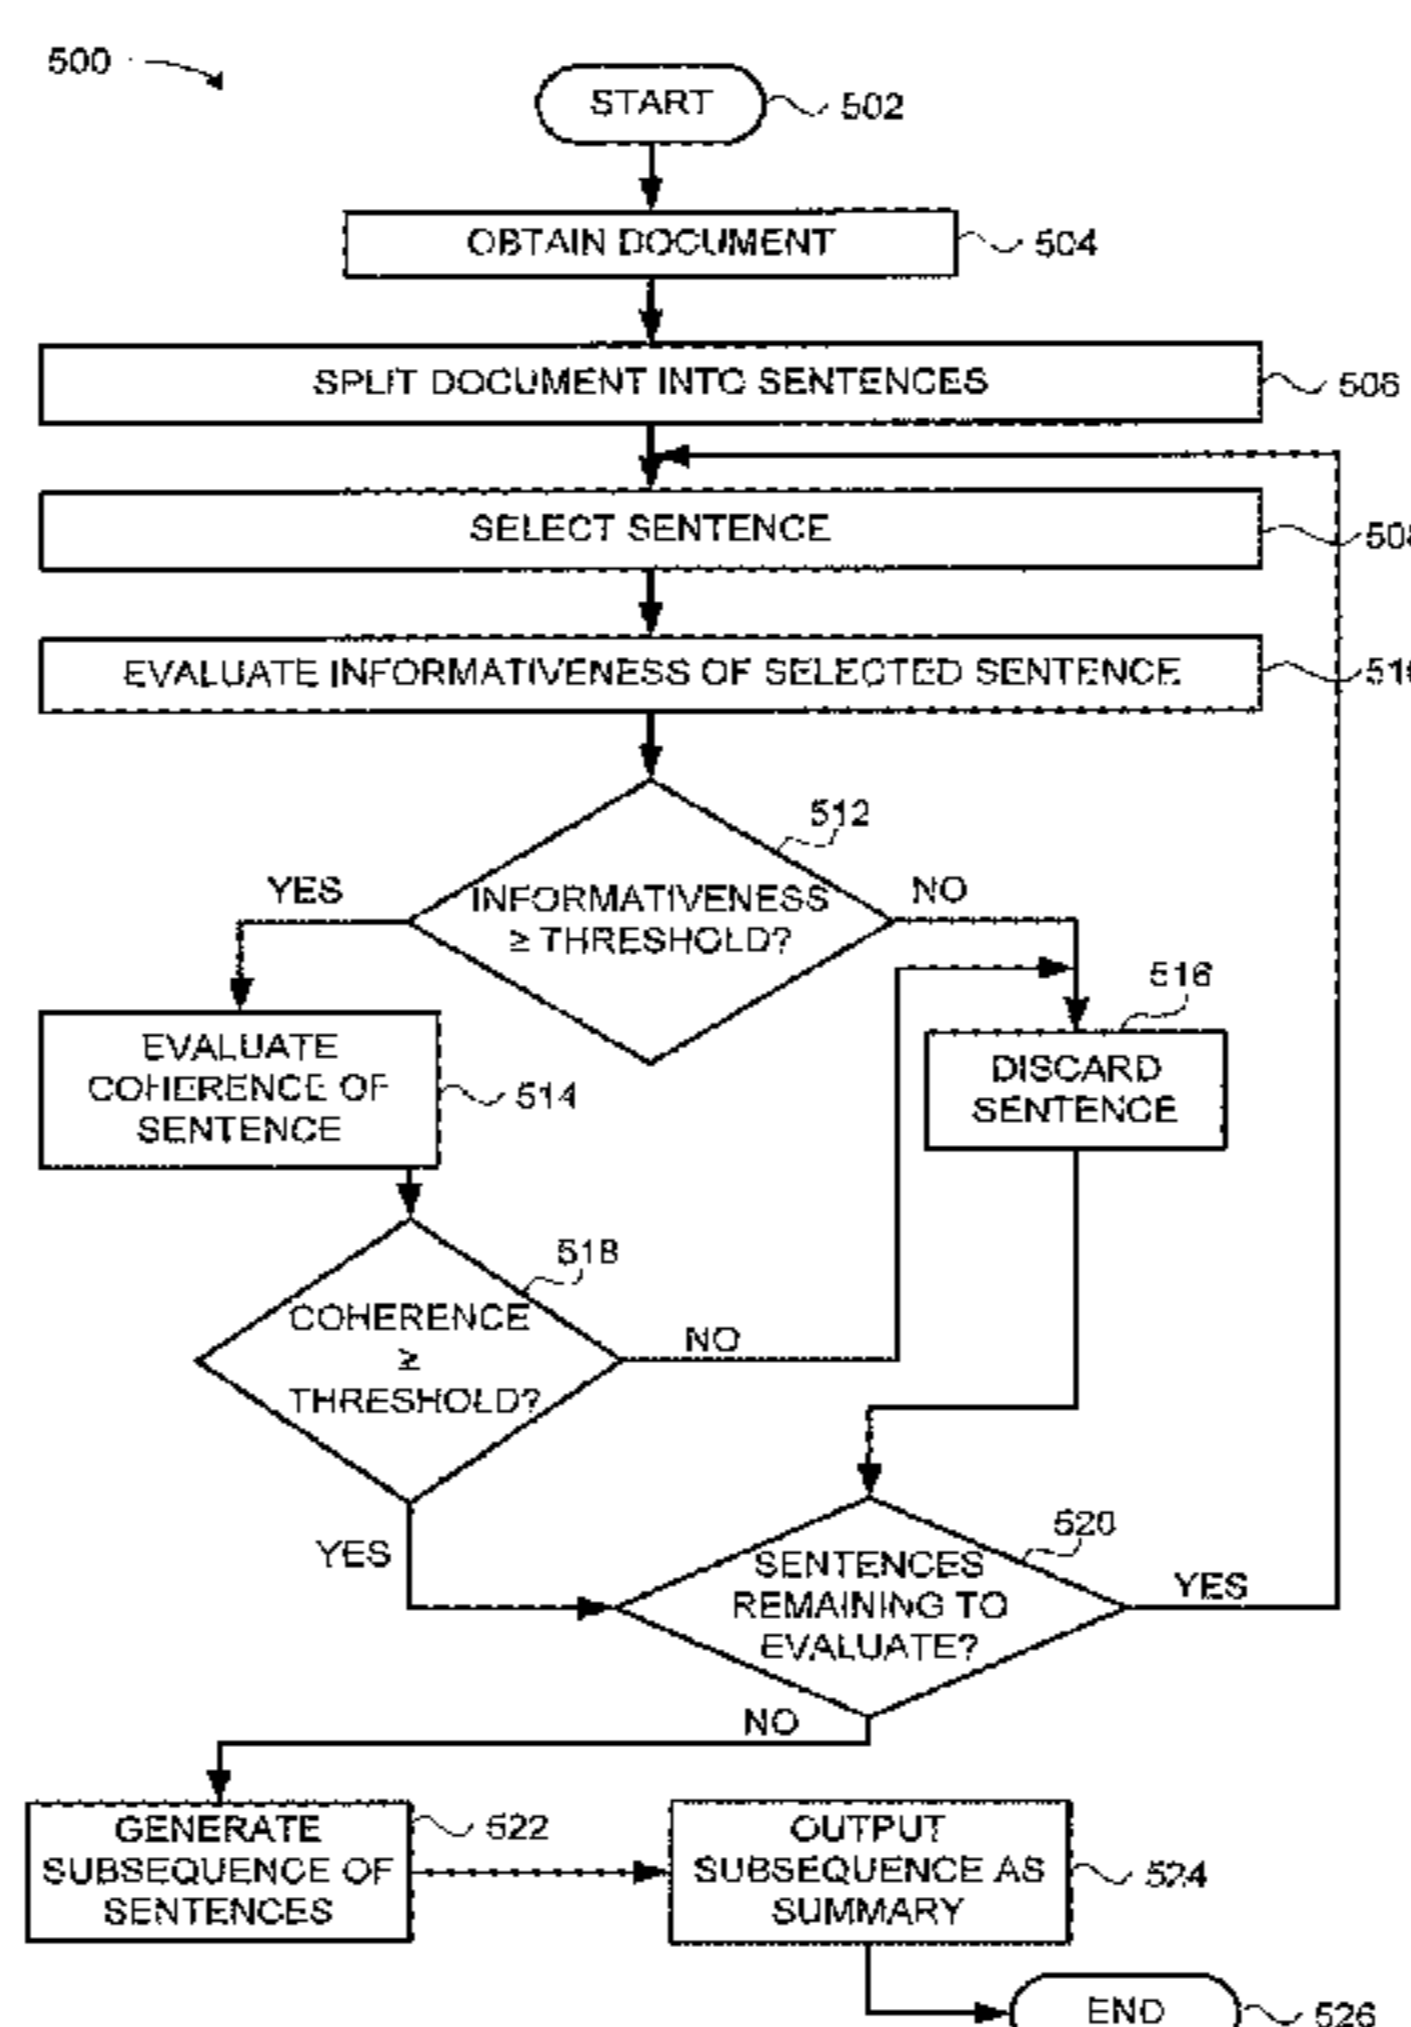 500
START
502
OBTAIN DOCUMENT
504
SPLIT DOCUMENT INTO SENTENCES
506
SELECT SENTENCE
EVALUATE INFORMATIVENESS OF SELECTED SENTENCE
512
YES
INFORMATIVENESS
≥ THRESHOLD?
NO
516
EVALUATE
COHERENCE OF
SENTENCE
514
DISCARD
SENTENCE
518
COHERENCE
≥
THRESHOLD?
NO
YES
520
SENTENCES
REMAINING TO
EVALUATE?
YES
NO
GENERATE
SUBSEQUENCE OF
SENTENCES
522
OUTPUT
SUBSEQUENCE AS
SUMMARY
524
END
526